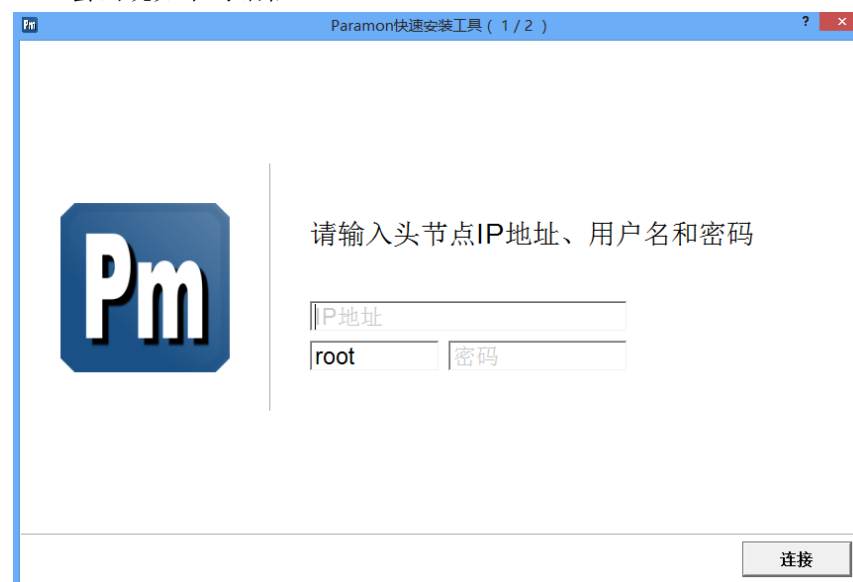 Pm Paramon快速安装工具（ 1 / 2 ） ? ×
请输入头节点IP地址、用户名和密码
Pm
IP地址
root 密码
连接